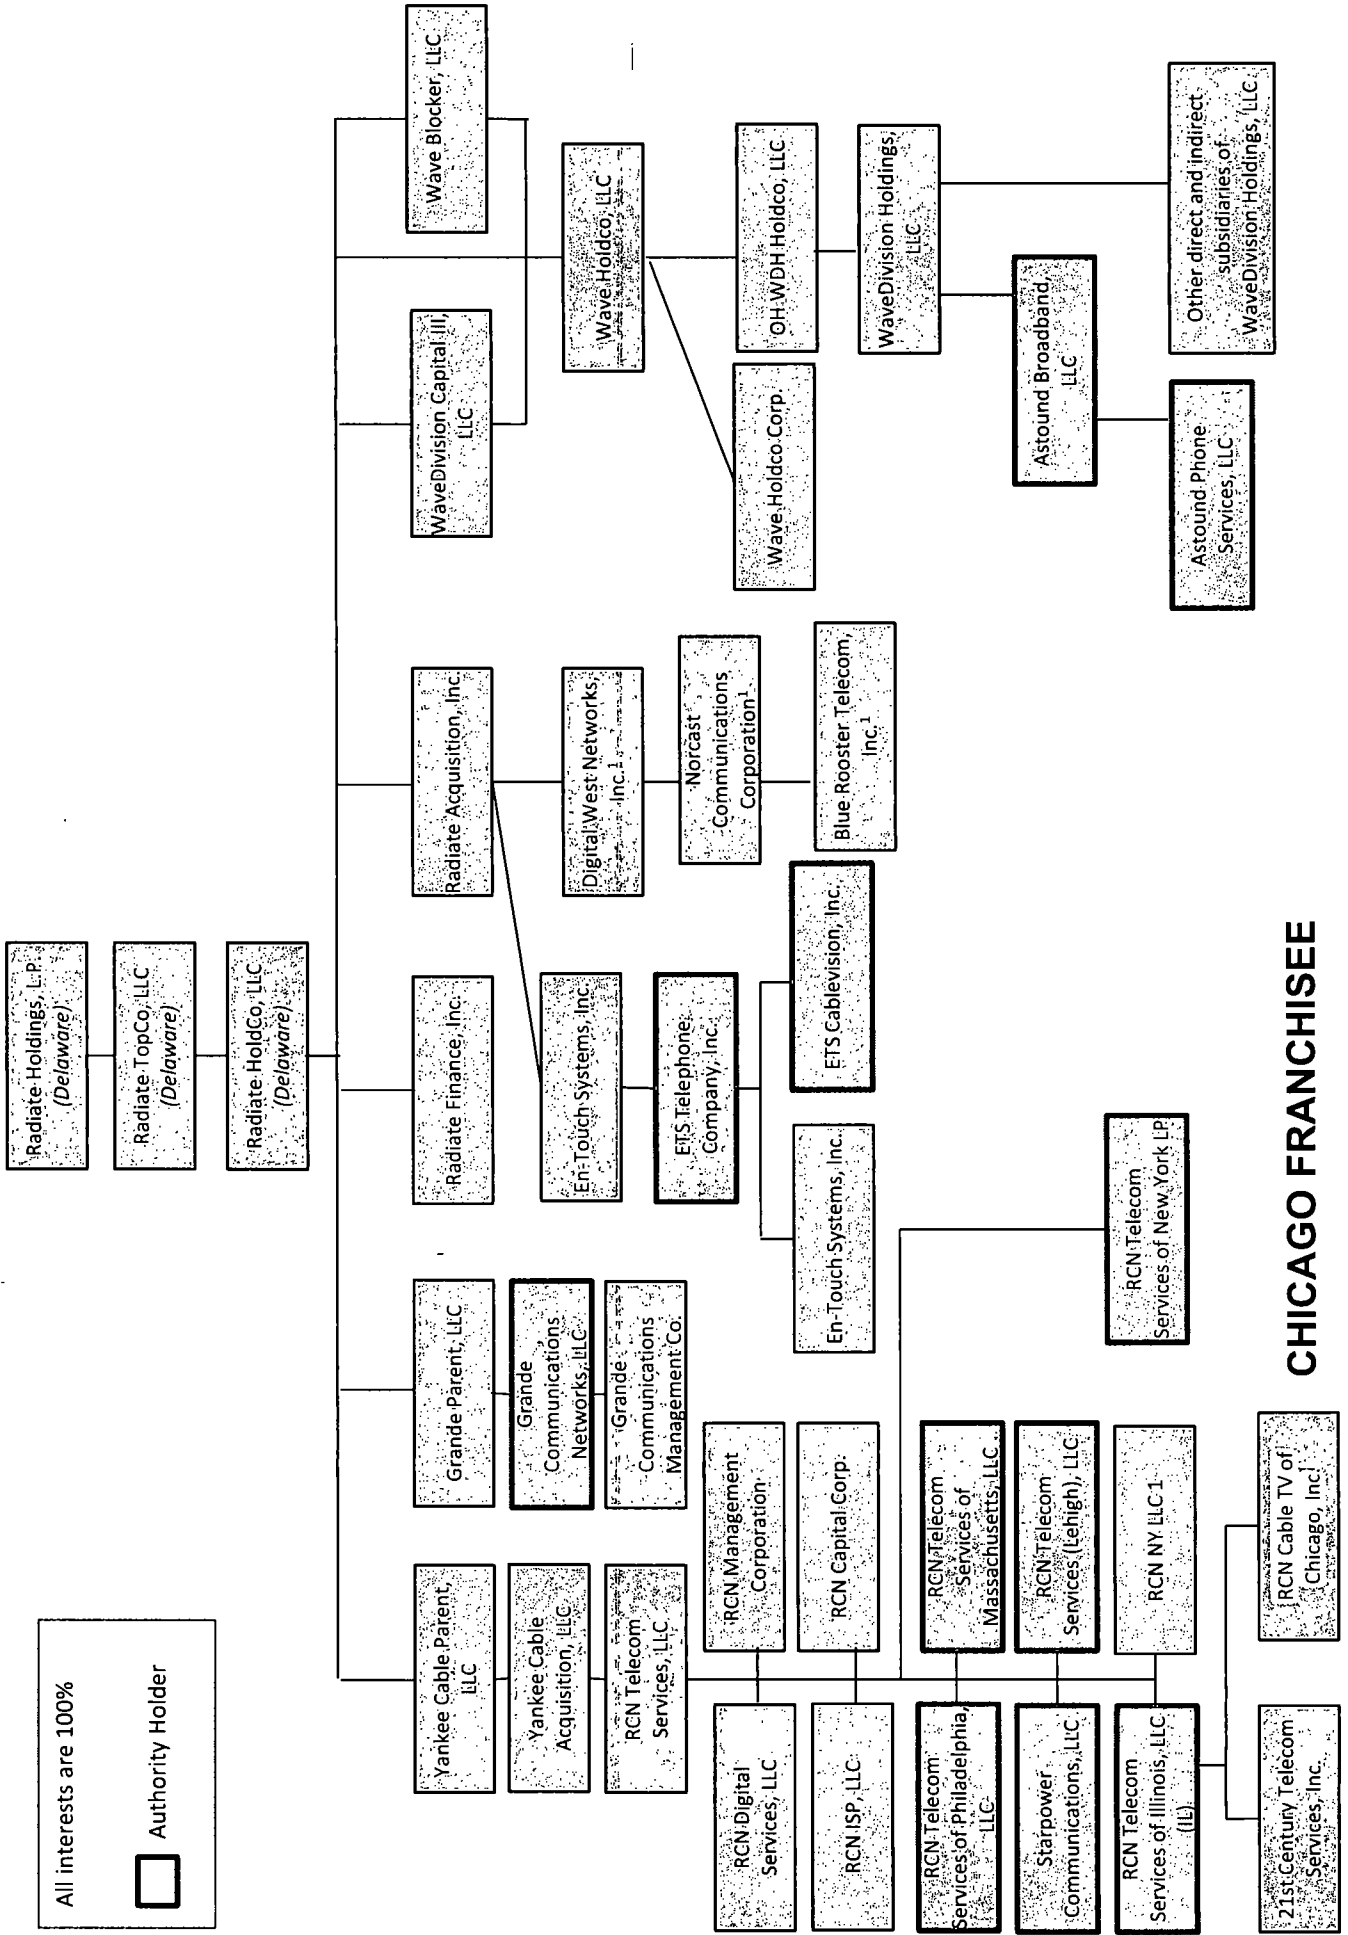 All interests are 100%
Authority Holder
Radiate Holdings, L.P.
(Delaware)
Radiate TopCo, LLC
(Delaware)
Radiate HoldCo, LLC
(Delaware)
Yankee Cable Parent,
LLC
Yankee Cable
Acquisition, LLC
RCN Telecom
Services, LLC
RCN Digital
Services, LLC
RCN Management
Corporation
RCN ISP, LLC
RCN Capital Corp.
RCN Telecom
Services of Philadelphia,
LLC
RCN Telecom
Services of
Massachusetts, LLC
Starpower
Communications, LLC
RCN Telecom
Services (Lehigh), LLC
RCN Telecom
Services of Illinois, LLC
(IL)
RCN NY LLC 1
21st Century Telecom
Services, Inc.
RCN Cable TV of
Chicago, Inc.
RCN Telecom
Services of New York LP
Grande Parent, LLC
Grande
Communications
Networks, LLC
Grande
Communications
Management Co.
Radiate Finance, Inc.
Radiate Acquisition, Inc.
En-Touch Systems, Inc.
ETS Telephone
Company, Inc.
En-Touch Systems, Inc.
ETS Cablevision, Inc.
Digital West Networks,
Inc.¹
Norcast
Communications
Corporation¹
Blue Rooster Telecom,
Inc.¹
WaveDivision Capital III,
LLC
Wave Blocker, LLC
Wave Holdco, LLC
Wave Holdco Corp.
OH WDH Holdco, LLC
WaveDivision Holdings,
LLC
Astound Broadband,
LLC
Astound Phone
Services, LLC
Other direct and indirect
subsidiaries of
WaveDivision Holdings, LLC
CHICAGO FRANCHISEE